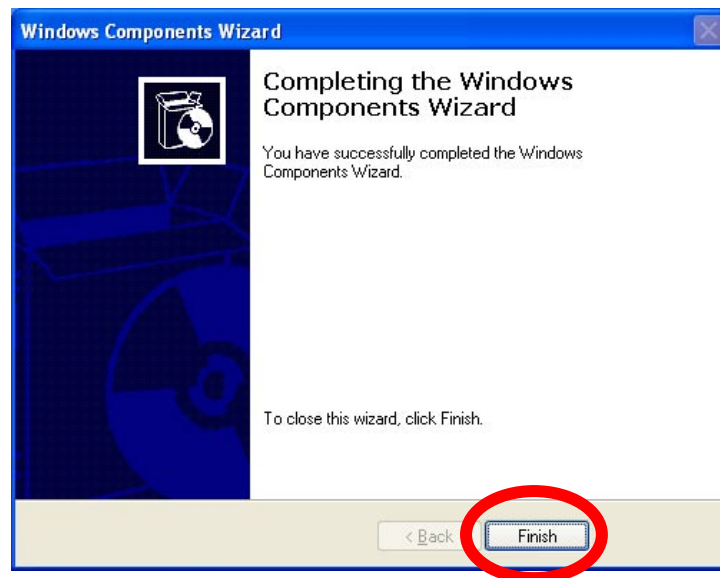 Windows Components Wizard
Completing the Windows
Components Wizard
You have successfully completed the Windows
Components Wizard.
To close this wizard, click Finish.
< Back
Finish